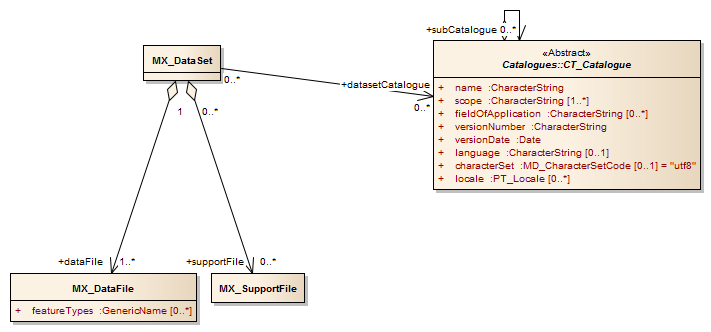 +subCatalogue 0..*
«Abstract»
Catalogues::CT_Catalogue
+ name :CharacterString
+ scope :CharacterString [1..*]
+ fieldOfApplication :CharacterString [0..*]
+ versionNumber :CharacterString
+ versionDate :Date
+ language :CharacterString [0..1]
+ characterSet :MD_CharacterSetCode [0..1] = "utf8"
+ locale :PT_Locale [0..*]
MX_DataSet
0..*
+datasetCatalogue
0..*
1
0..*
+dataFile
1..*
+supportFile
0..*
MX_DataFile
+ featureTypes :GenericName [0..*]
MX_SupportFile